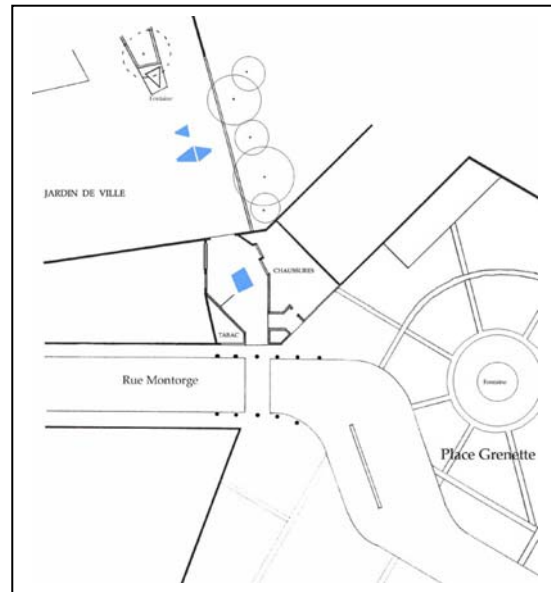 Fontaine
JARDIN DE VILLE
CHAUSSURES
TABAC
Rue Montorge
Fontaine
Place Grenette